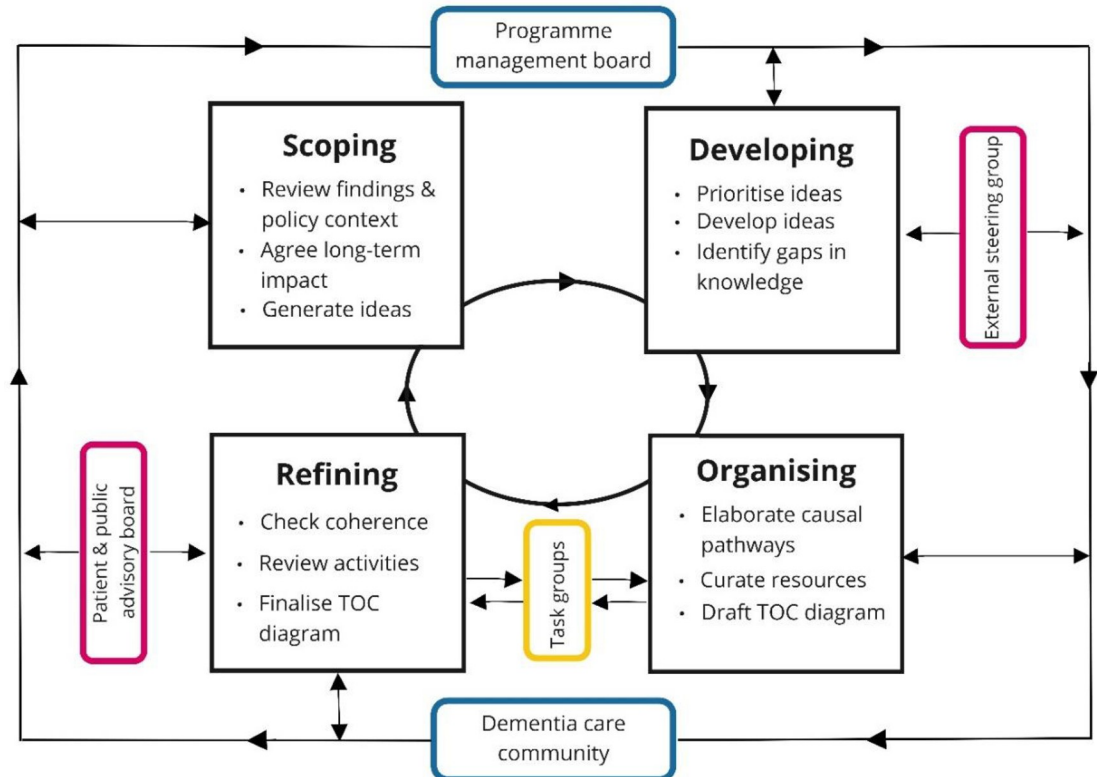 Programme
management board
Scoping
• Review findings &
policy context
• Agree long-term
impact
• Generate ideas
Developing
• Prioritise ideas
• Develop ideas
• Identify gaps in
knowledge
External steering group
Patient & public
advisory board
Refining
• Check coherence
• Review activities
• Finalise TOC
diagram
Task groups
Organising
• Elaborate causal
pathways
• Curate resources
• Draft TOC diagram
Dementia care
community